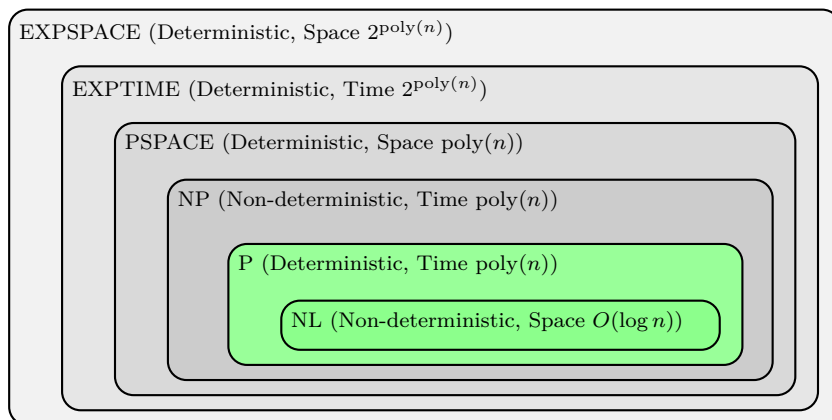 EXPSPACE (Deterministic, Space 2^poly(n))
EXPTIME (Deterministic, Time 2^poly(n))
PSPACE (Deterministic, Space poly(n))
NP (Non-deterministic, Time poly(n))
P (Deterministic, Time poly(n))
NL (Non-deterministic, Space O(log n))